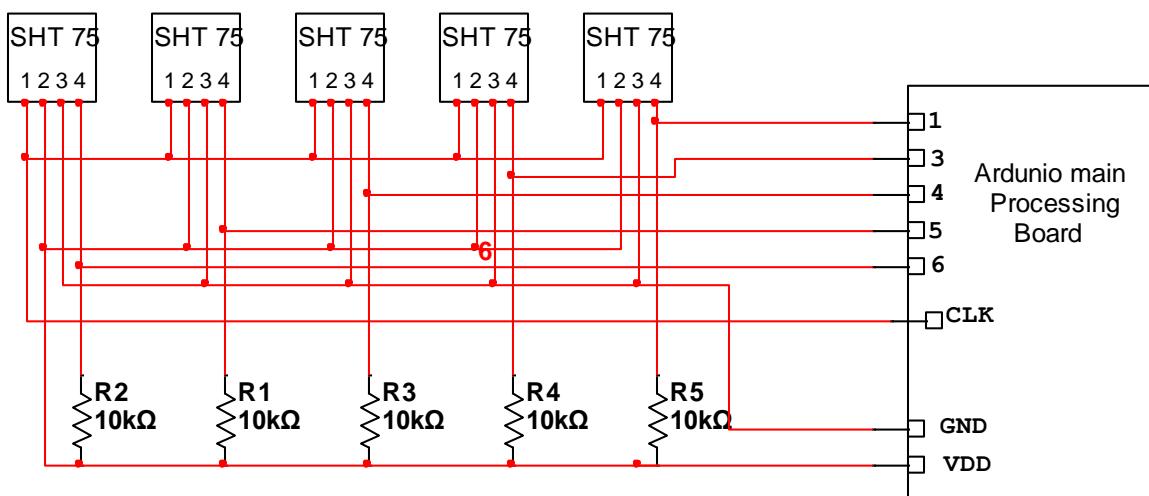 SHT 75 SHT 75 SHT 75 SHT 75 SHT 75
1 2 3 4 1 2 3 4 1 2 3 4 1 2 3 4 1 2 3 4
1
3
4
5
6
6
CLK
GND
VDD
Ardunio main
Processing
Board
R2 R1 R3 R4 R5
10kΩ 10kΩ 10kΩ 10kΩ 10kΩ